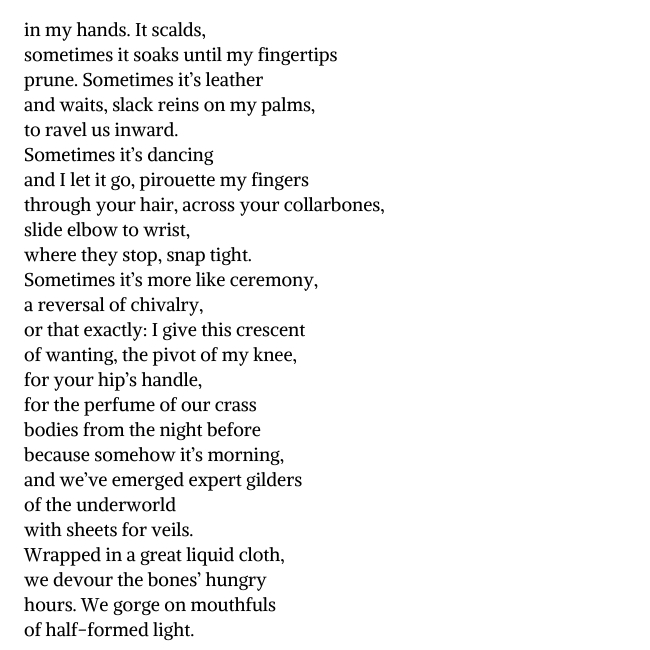 in my hands. It scalds,
sometimes it soaks until my fingertips
prune. Sometimes it’s leather
and waits, slack reins on my palms,
to ravel us inward.
Sometimes it’s dancing
and I let it go, pirouette my fingers
through your hair, across your collarbones,
slide elbow to wrist,
where they stop, snap tight.
Sometimes it’s more like ceremony,
a reversal of chivalry,
or that exactly: I give this crescent
of wanting, the pivot of my knee,
for your hip’s handle,
for the perfume of our crass
bodies from the night before
because somehow it’s morning,
and we’ve emerged expert gilders
of the underworld
with sheets for veils.
Wrapped in a great liquid cloth,
we devour the bones’ hungry
hours. We gorge on mouthfuls
of half-formed light.